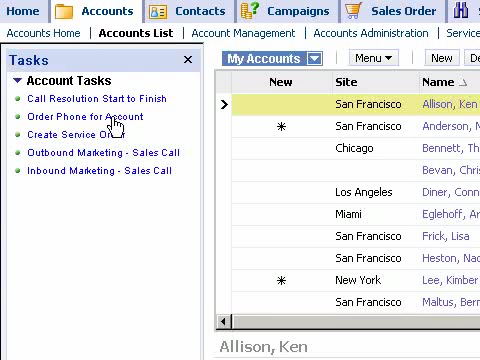 Home Accounts Contacts Campaigns Sales Order
Accounts Home | Accounts List | Account Management | Accounts Administration | Service
Tasks
Account Tasks
Call Resolution Start to Finish
Order Phone for Account
Create Service
Outbound Marketing - Sales Call
Inbound Marketing - Sales Call
My Accounts Menu New
New Site Name
San Francisco Allison, Ken
San Francisco Anderson,
Chicago Bennett, Th
Bevan, Chris
Los Angeles Diner, Conn
Miami Eglehoff, Ar
San Francisco Frick, Lisa
San Francisco Heston, Nac
New York Lee, Kimber
San Francisco Maltus, Bern
Allison, Ken